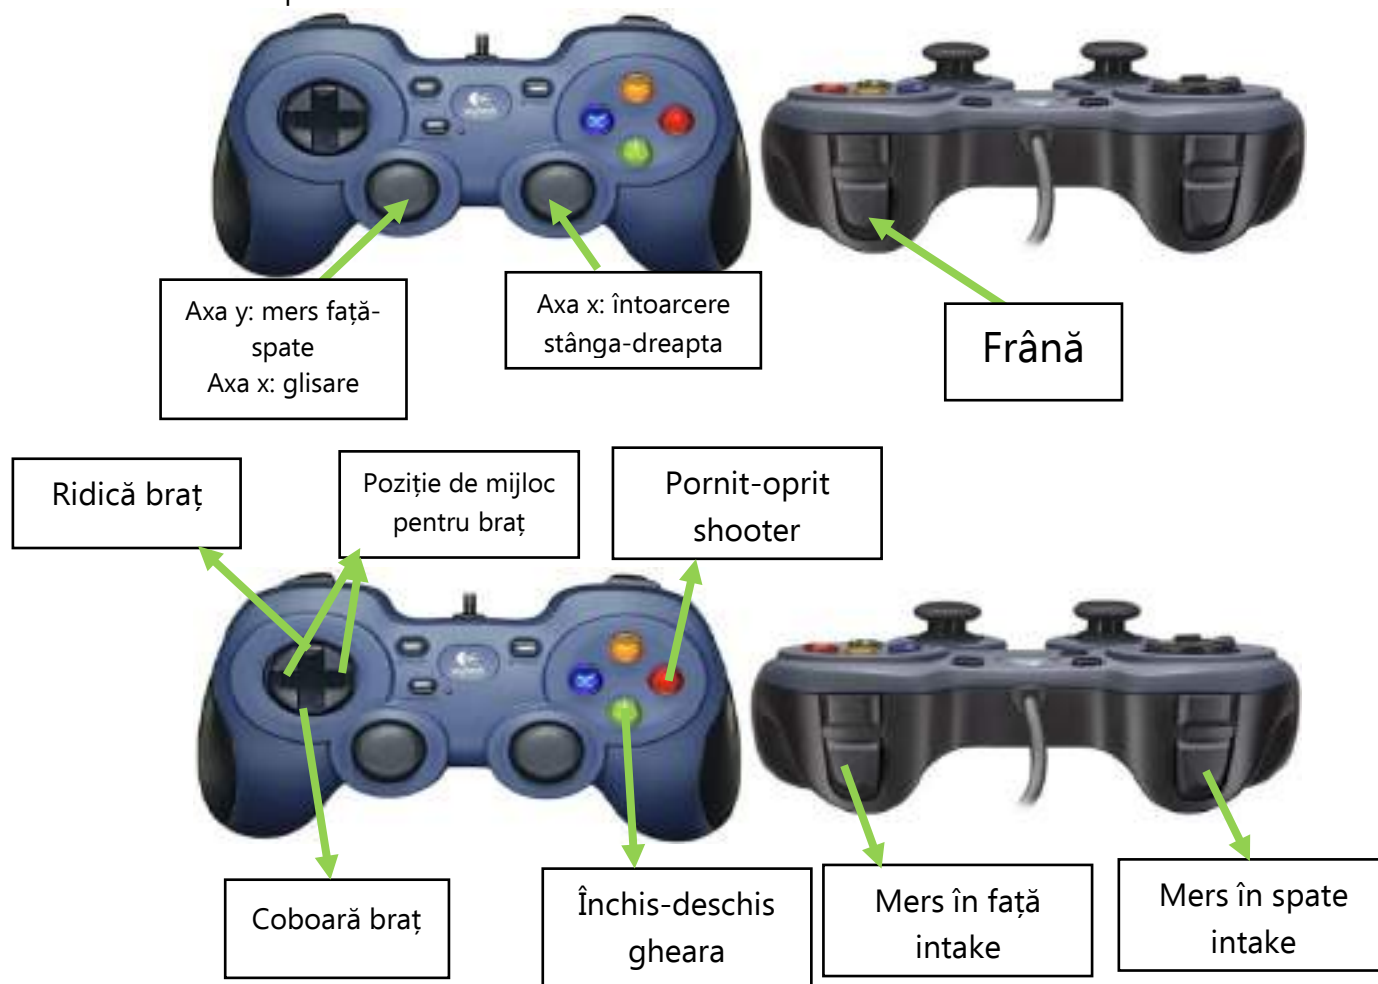 Axa y: mers față-
spate
Axa x: glisare
Axa x: întoarcere
stânga-dreapta
Frână
Ridică braț
Poziție de mijloc
pentru braț
Pornit-oprit
shooter
Coboară braț
Închis-deschis
gheara
Mers în față
intake
Mers în spate
intake